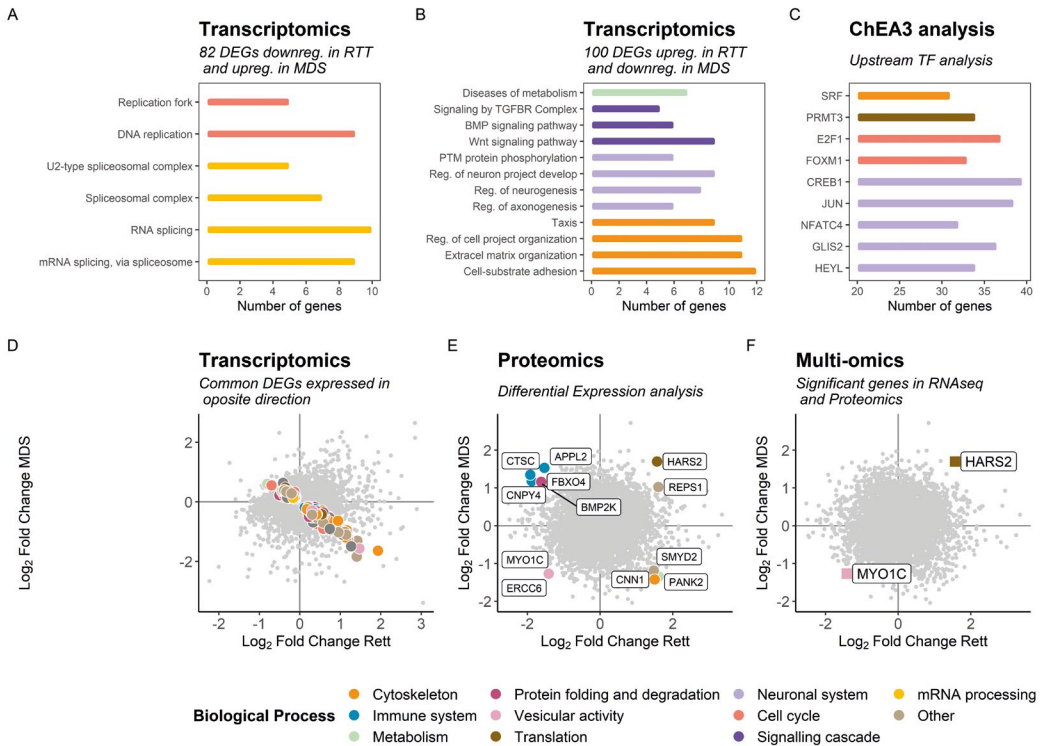 A
Transcriptomics
82 DEGs downreg. in RTT
and upreg. in MDS
Replication fork
DNA replication
U2-type spliceosomal complex
Spliceosomal complex
RNA splicing
mRNA splicing, via spliceosome
0 2 4 6 8 10
Number of genes
B
Transcriptomics
100 DEGs upreg. in RTT
and downreg. in MDS
Diseases of metabolism
Signaling by TGFBR Complex
BMP signaling pathway
Wnt signaling pathway
PTM protein phosphorylation
Reg. of neuron project develop
Reg. of neurogenesis
Reg. of axonogenesis
Taxis
Reg. of cell project organization
Extracel matrix organization
Cell-substrate adhesion
0 2 4 6 8 10 12
Number of genes
C
ChEA3 analysis
Upstream TF analysis
SRF
PRMT3
E2F1
FOXM1
CREB1
JUN
NFATC4
GLIS2
HEYL
20 25 30 35 40
Number of genes
D
Transcriptomics
Common DEGs expressed in
oposite direction
Log2 Fold Change MDS
2
0
-2
-2 -1 0 1 2 3
Log2 Fold Change Rett
E
Proteomics
Differential Expression analysis
Log2 Fold Change MDS
2
1
0
-1
-2
CTSC
APPL2
HARS2
FBXO4
REPS1
CNPY4
BMP2K
MYO1C
SMYD2
ERCC6
CNN1
PANK2
-2 0 2
Log2 Fold Change Rett
F
Multi-omics
Significant genes in RNAseq
and Proteomics
Log2 Fold Change MDS
2
1
0
-1
-2
HARS2
MYO1C
-2 0 2
Log2 Fold Change Rett
Biological Process
Cytoskeleton
Immune system
Metabolism
Protein folding and degradation
Vesicular activity
Translation
Neuronal system
Cell cycle
Signalling cascade
mRNA processing
Other